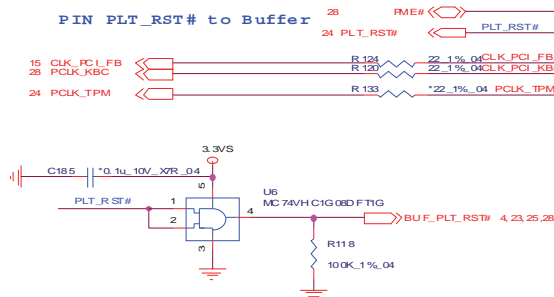 PIN PLT_RST# to Buffer
28 PME#
24 PLT_RST# PLT_RST#
15 CLK_PCI_FB R124 22_1%_04 CLK_PCI_FB
28 PCLK_KBC R120 22_1%_04 CLK_PCI_KB
24 PCLK_TPM R133 *22_1%_04 PCLK_TPM
3.3VS
C185 *0.1u_10V_X7R_04
5
U6
MC74VHC1G08DFT1G
PLT_RST# 1
2
4
BUF_PLT_RST# 4,23,25,28
3
R118
100K_1%_04